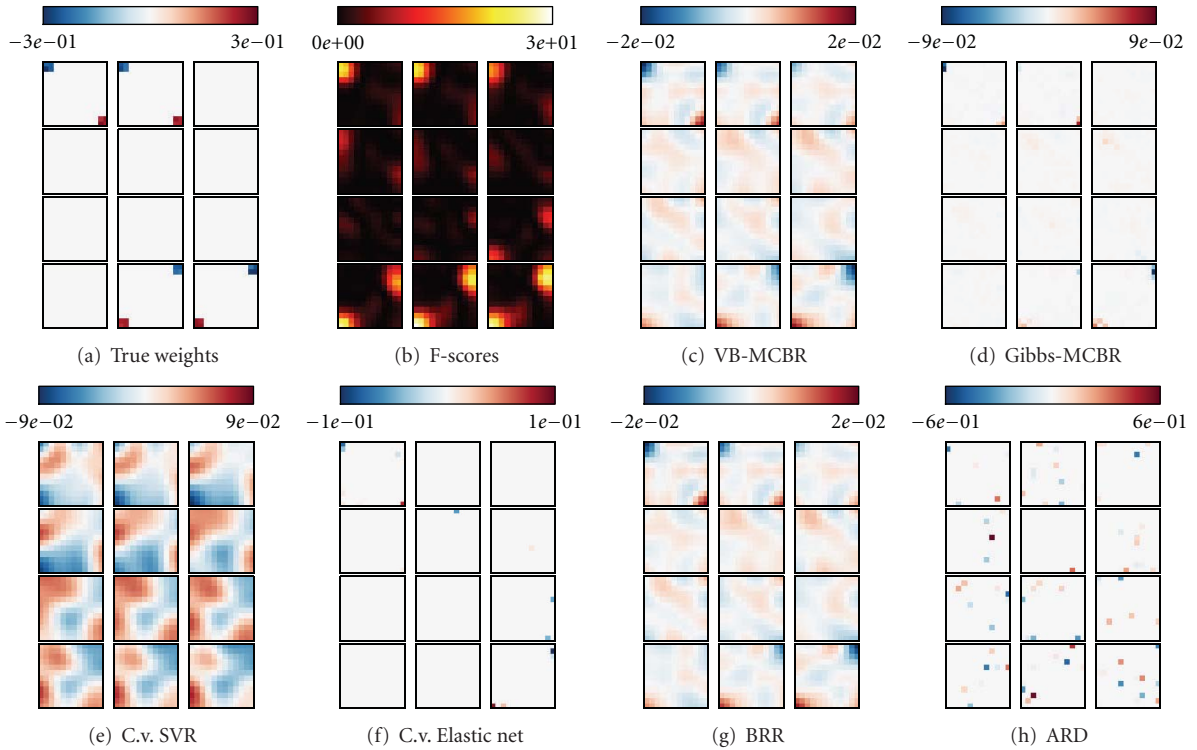 −3e−01 3e−01 0e+00 3e+01 −2e−02 2e−02 −9e−02 9e−02
(a) True weights (b) F-scores (c) VB-MCBR (d) Gibbs-MCBR
−9e−02 9e−02 −1e−01 1e−01 −2e−02 2e−02 −6e−01 6e−01
(e) C.v. SVR (f) C.v. Elastic net (g) BRR (h) ARD